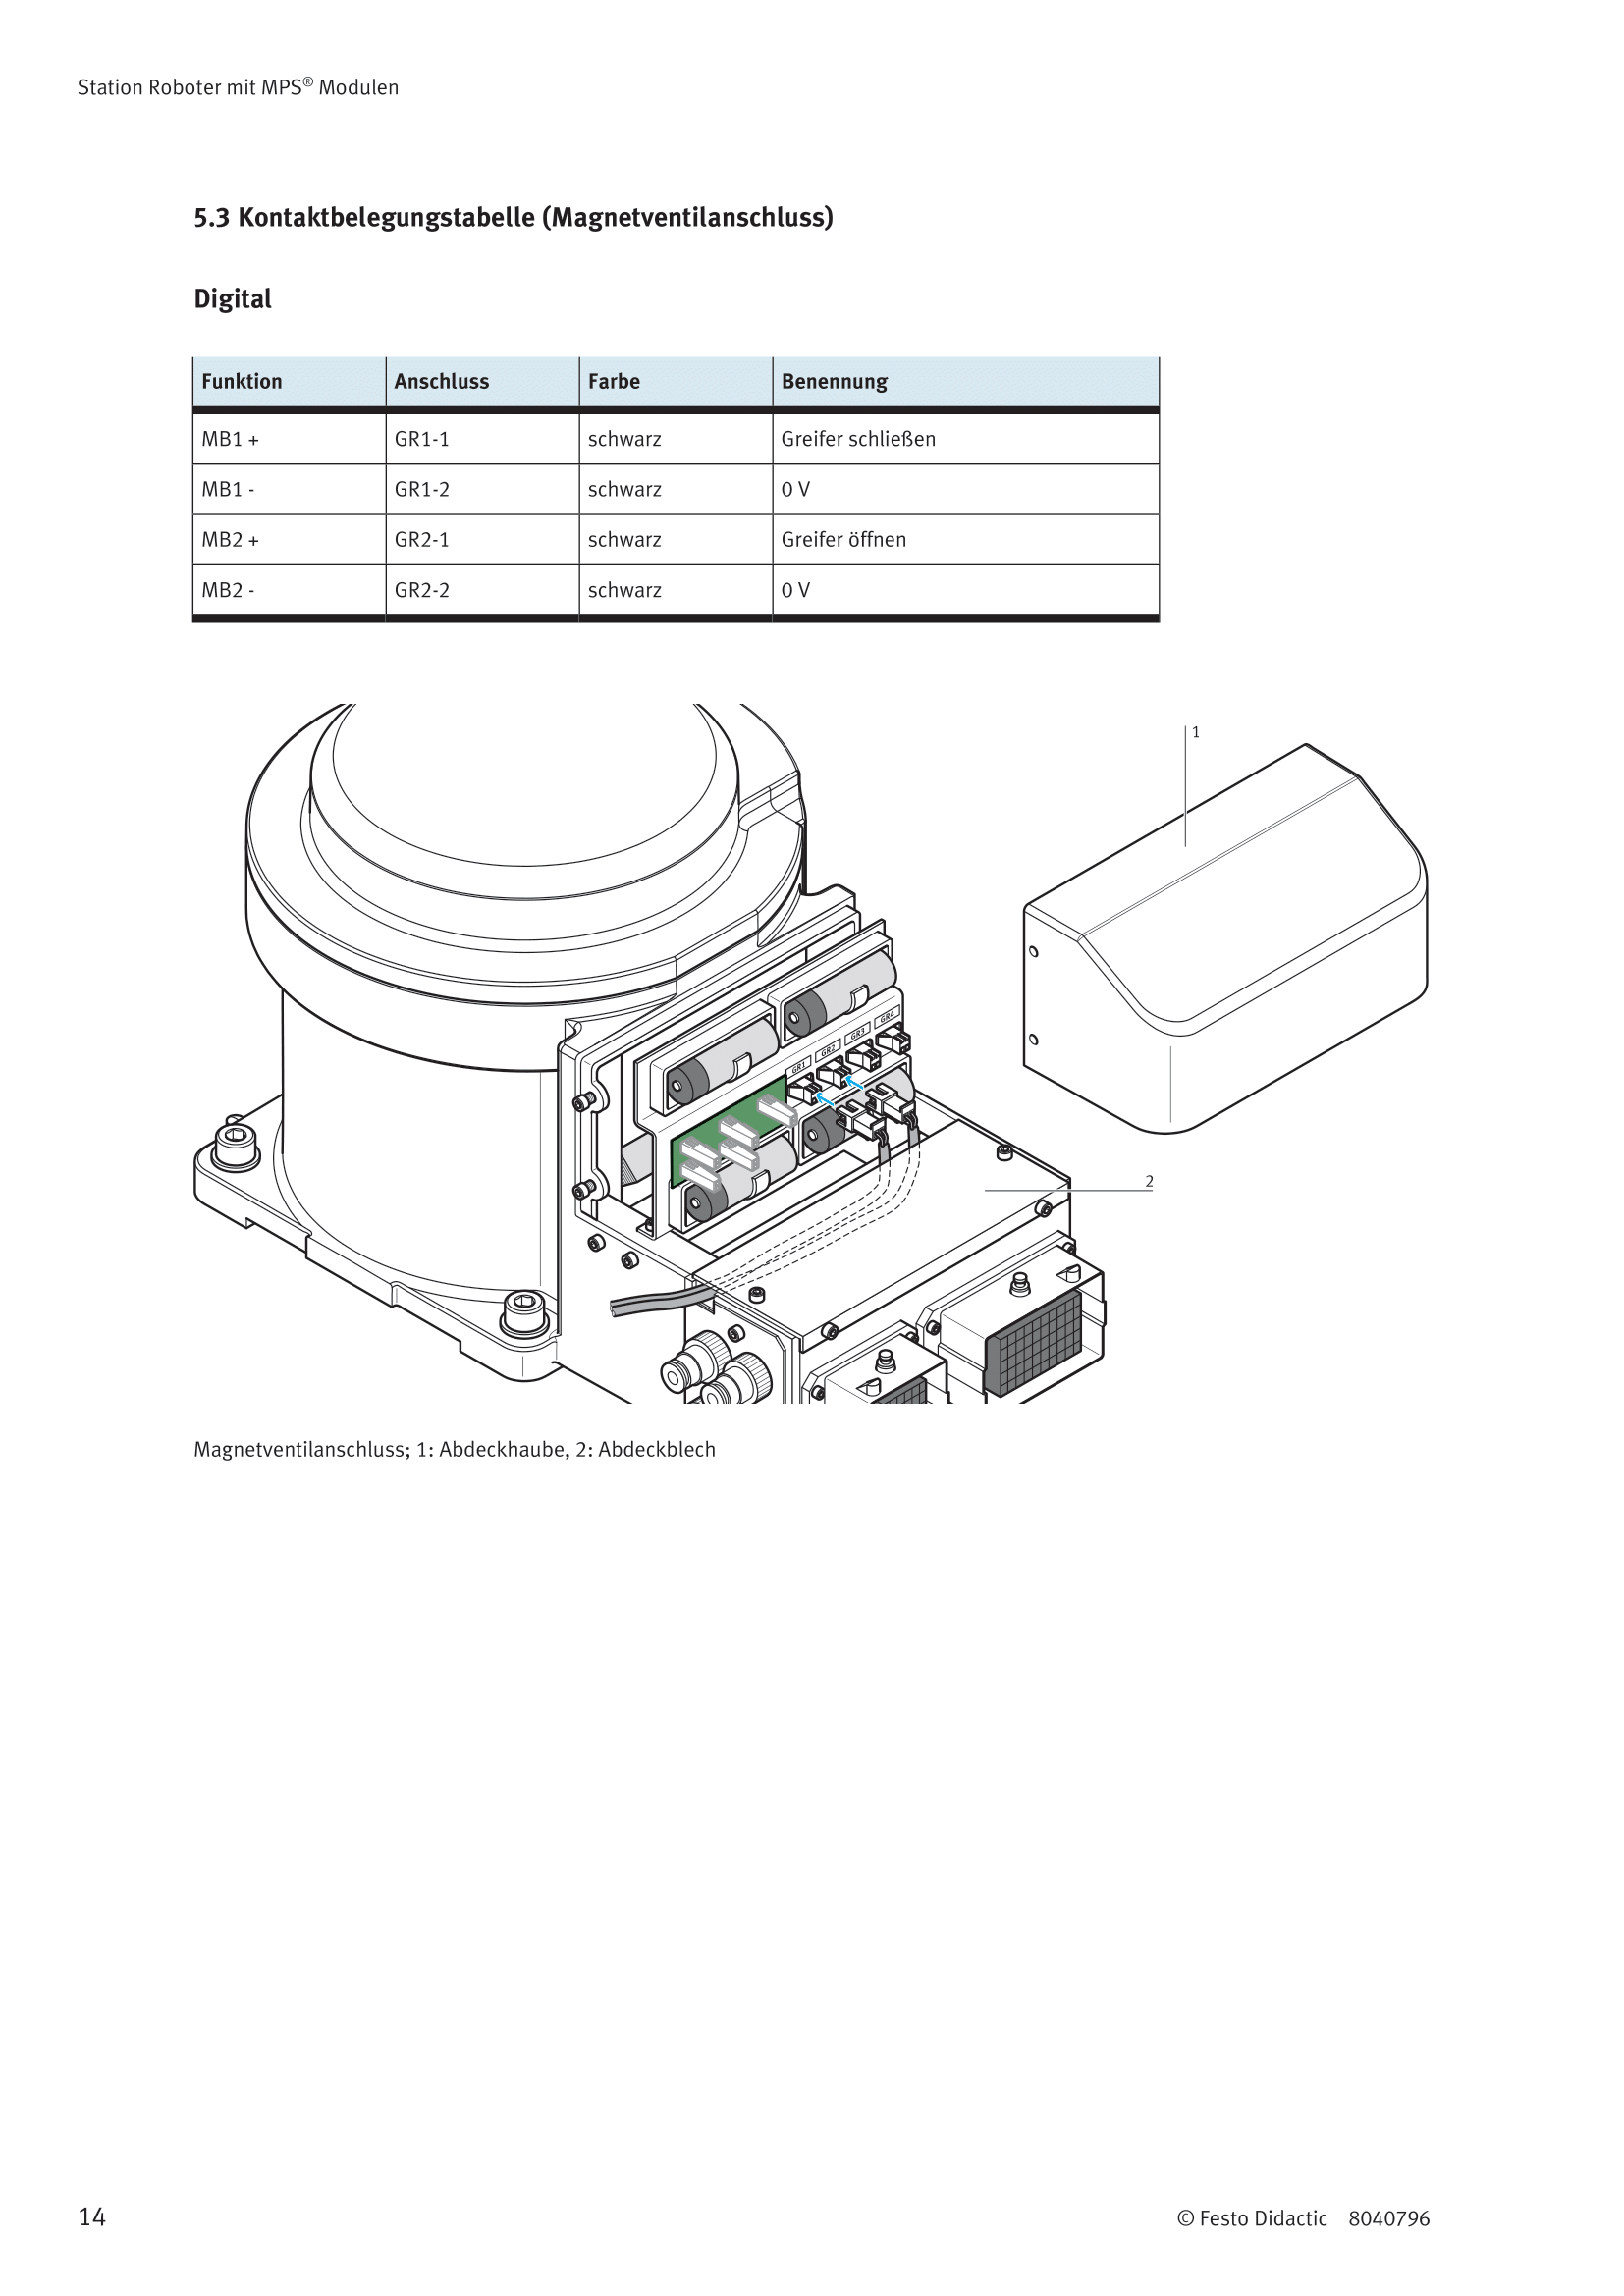 Station Roboter mit MPS® Modulen
5.3 Kontaktbelegungstabelle (Magnetventilanschluss)
Digital
Funktion Anschluss Farbe Benennung
MB1 + GR1-1 schwarz Greifer schließen
MB1 - GR1-2 schwarz 0 V
MB2 + GR2-1 schwarz Greifer öffnen
MB2 - GR2-2 schwarz 0 V
1
GR1 GR2 GR3 GR4
2
Magnetventilanschluss; 1: Abdeckhaube, 2: Abdeckblech
14 © Festo Didactic 8040796